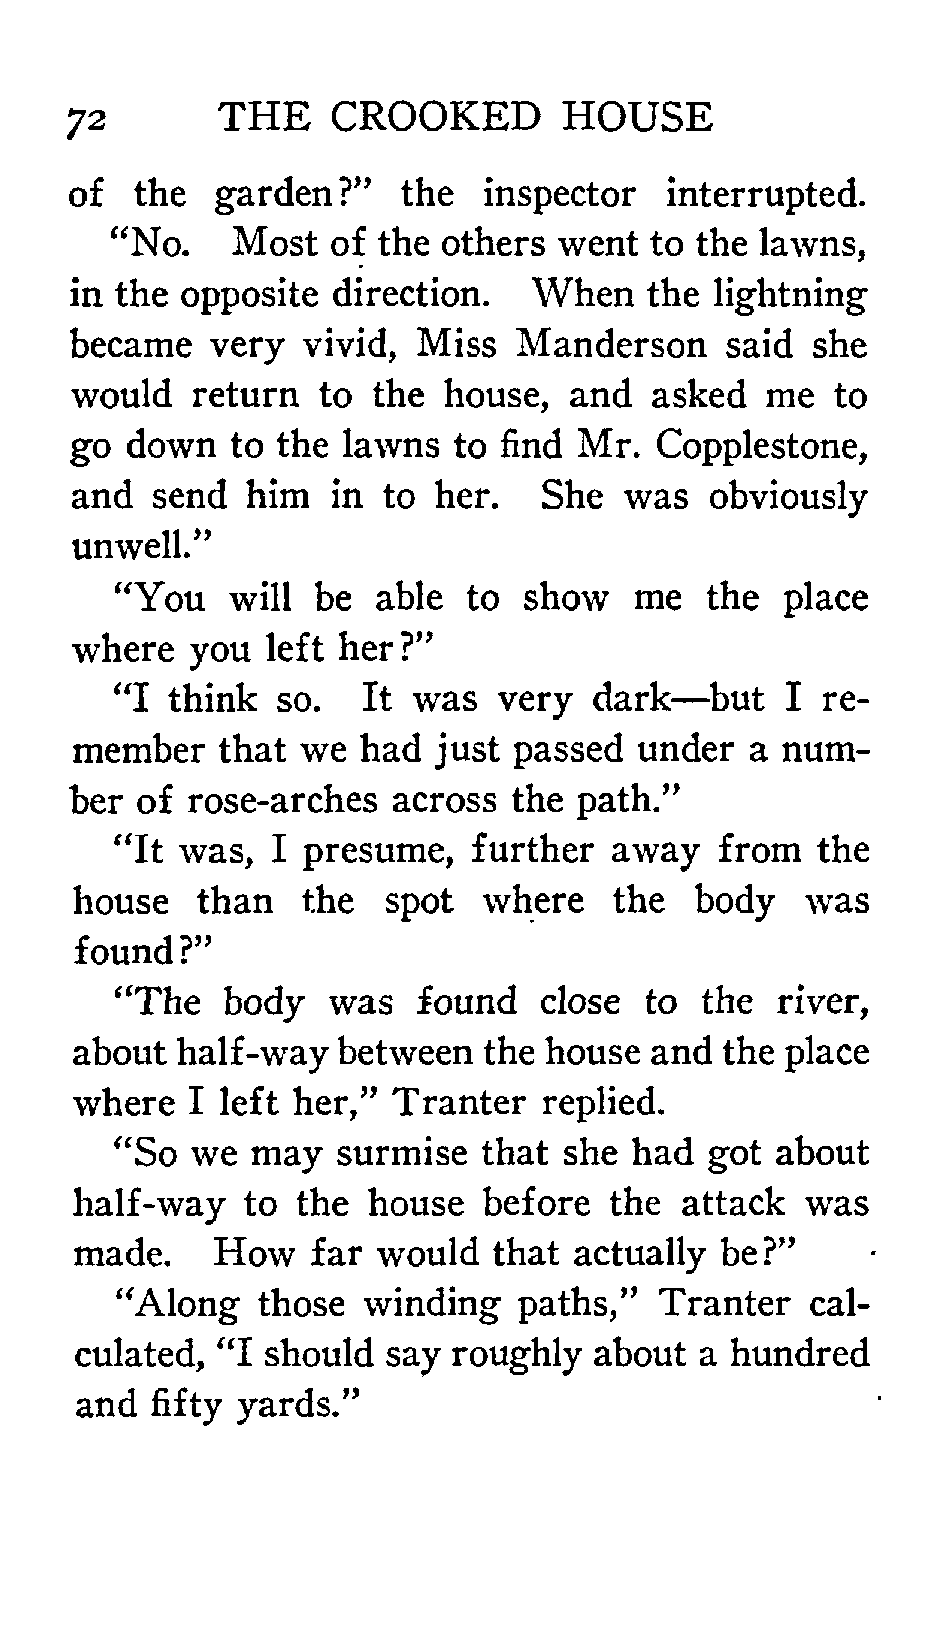 72 THE CROOKED HOUSE
of the garden?" the inspector interrupted.
"No. Most of the others went to the lawns,
in the opposite direction. When the lightning
became very vivid, Miss Manderson said she
would return to the house, and asked me to
go down to the lawns to find Mr. Copplestone,
and send him in to her. She was obviously
unwell."
"You will be able to show me the place
where you left her?"
"I think so. It was very dark—but I re-
member that we had just passed under a num-
ber of rose-arches across the path."
"It was, I presume, further away from the
house than the spot where the body was
found?"
"The body was found close to the river,
about half-way between the house and the place
where I left her," Tranter replied.
"So we may surmise that she had got about
half-way to the house before the attack was
made. How far would that actually be?"
"Along those winding paths," Tranter cal-
culated, "I should say roughly about a hundred
and fifty yards."